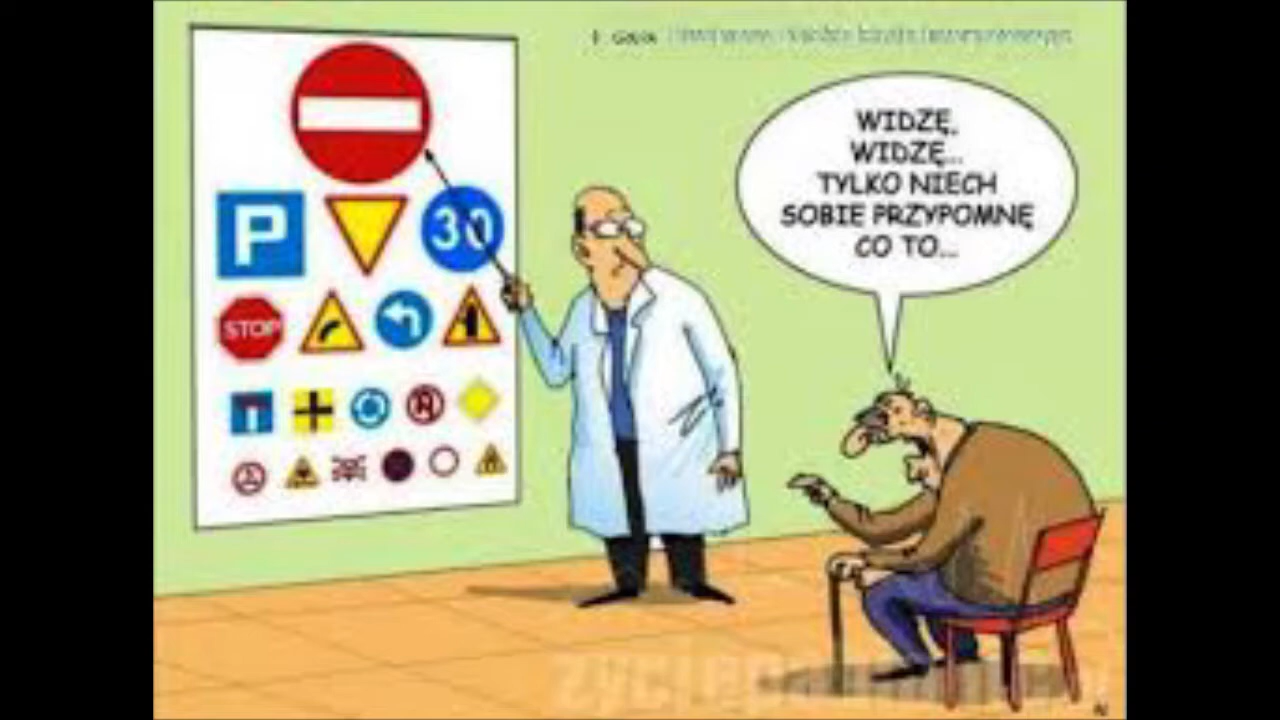 WIDZĘ,
WIDZĘ...
TYLKO NIECH
SOBIE PRZYPOMNĘ
CO TO...
P
30
STOP